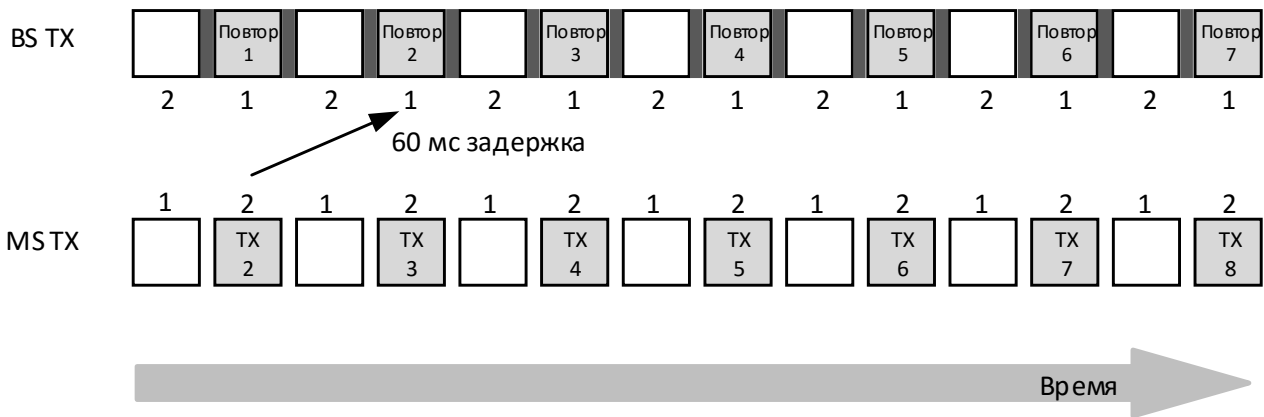 BS TX
Повтор 1 Повтор 2 Повтор 3 Повтор 4 Повтор 5 Повтор 6 Повтор 7
2 1 2 1 2 1 2 1 2 1 2 1 2 1
60 мс задержка
1 2 1 2 1 2 1 2 1 2 1 2 1 2
MS TX
TX 2 TX 3 TX 4 TX 5 TX 6 TX 7 TX 8
Время